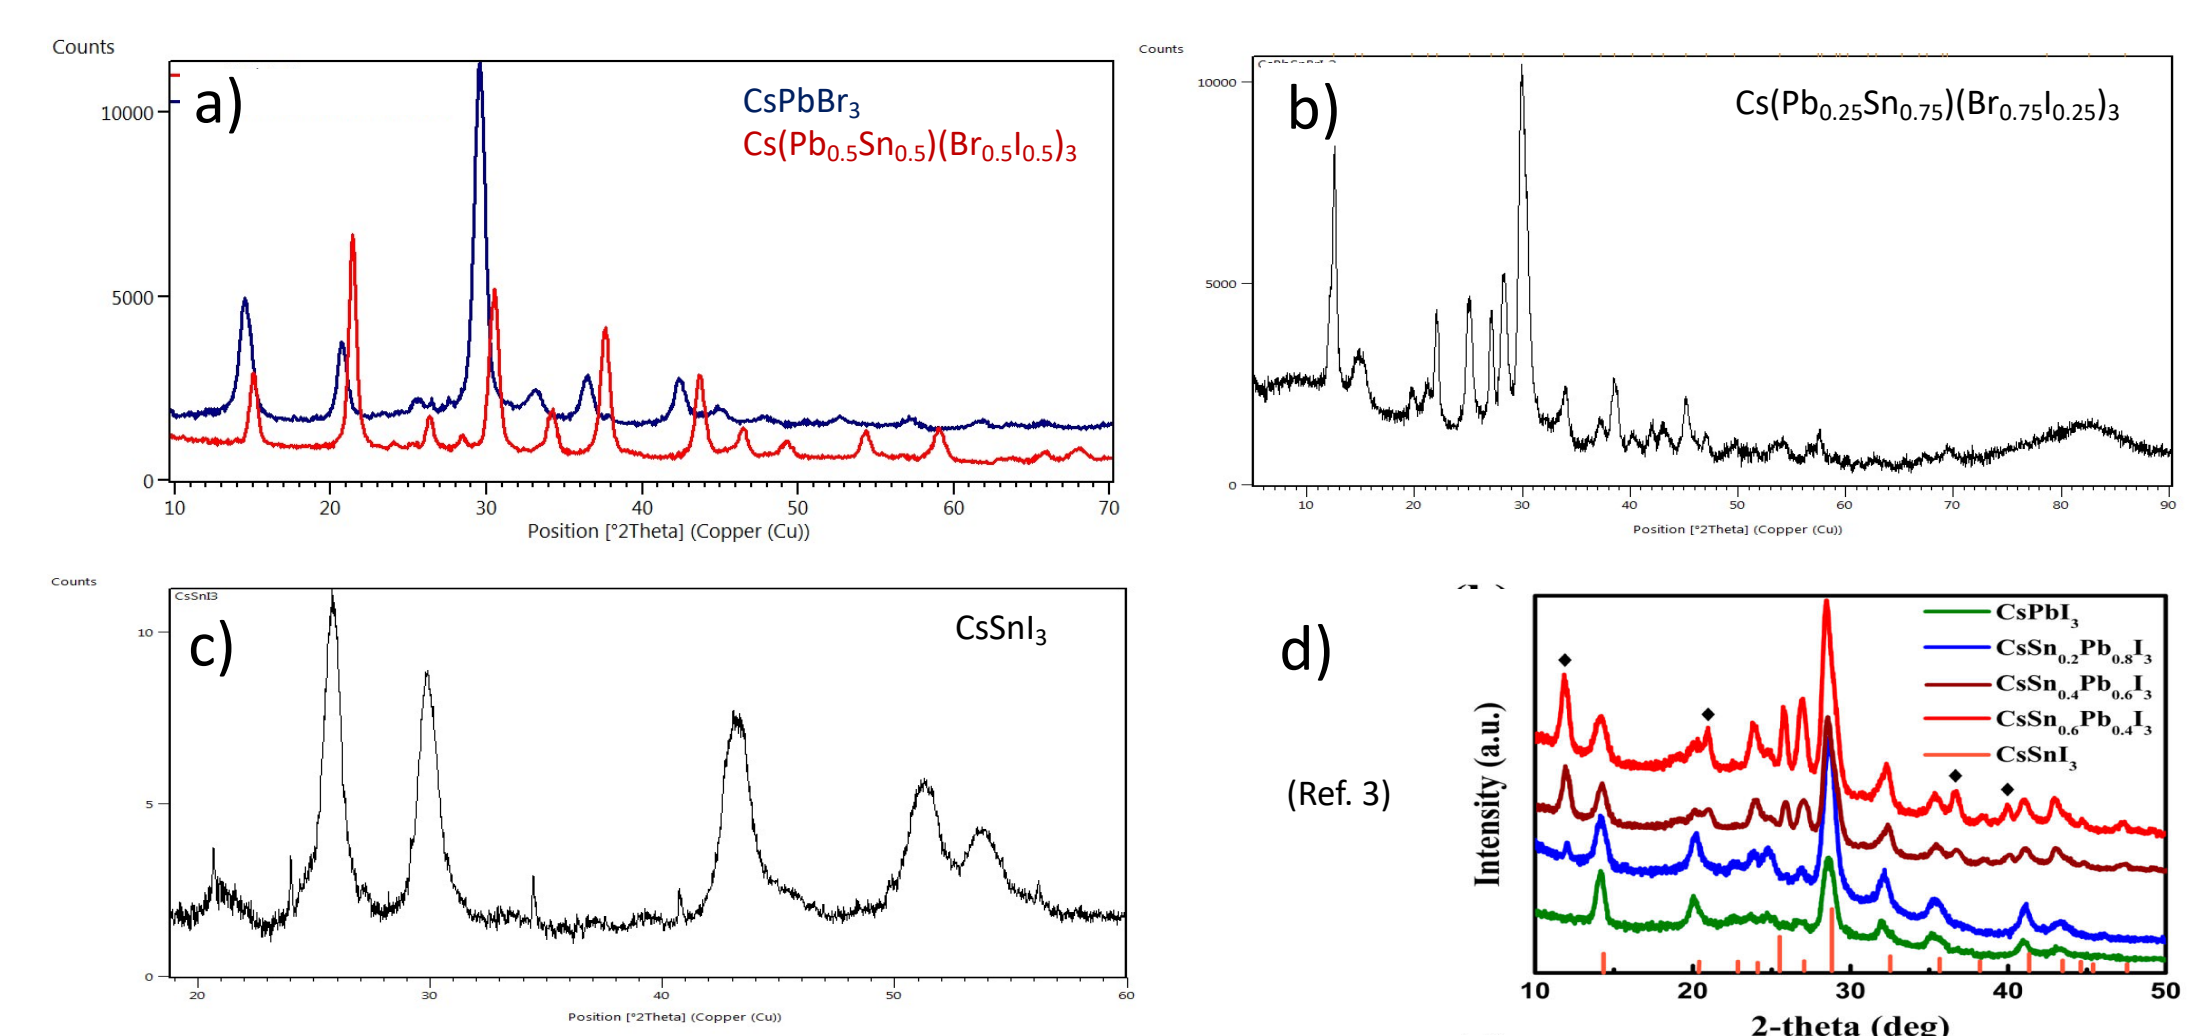 Counts
a)
CsPbBr₃
Cs(Pb₀.₅Sn₀.₅)(Br₀.₅I₀.₅)₃
10000
5000
0
10 20 30 40 50 60 70
Position [°2Theta] (Copper (Cu))
Counts
b)
Cs(Pb₀.₂₅Sn₀.₇₅)(Br₀.₇₅I₀.₂₅)₃
10000
5000
0
10 20 30 40 50 60 70 80 90
Position [°2Theta] (Copper (Cu))
Counts
CsSnI3
c)
CsSnI₃
10
5
0
20 30 40 50 60
Position [°2Theta] (Copper (Cu))
d)
(Ref. 3)
Intensity (a.u.)
CsPbI₃
CsSn₀.₂Pb₀.₈I₃
CsSn₀.₄Pb₀.₆I₃
CsSn₀.₆Pb₀.₄I₃
CsSnI₃
10 20 30 40 50
2-theta (deg)